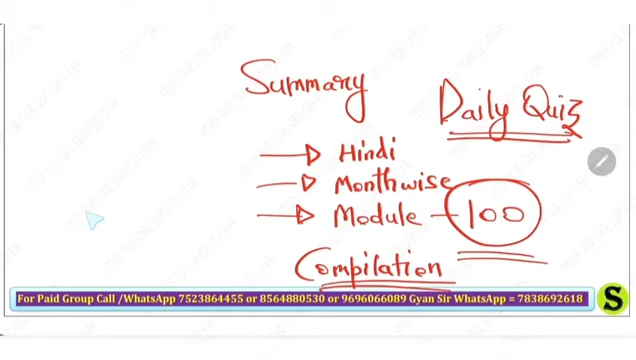 Summary
Daily Quiz
Hindi
Monthwise
Module - 100
Compilation
For Paid Group Call /WhatsApp 7523864455 or 8564880530 or 9696066089 Gyan Sir WhatsApp = 7838692618
S